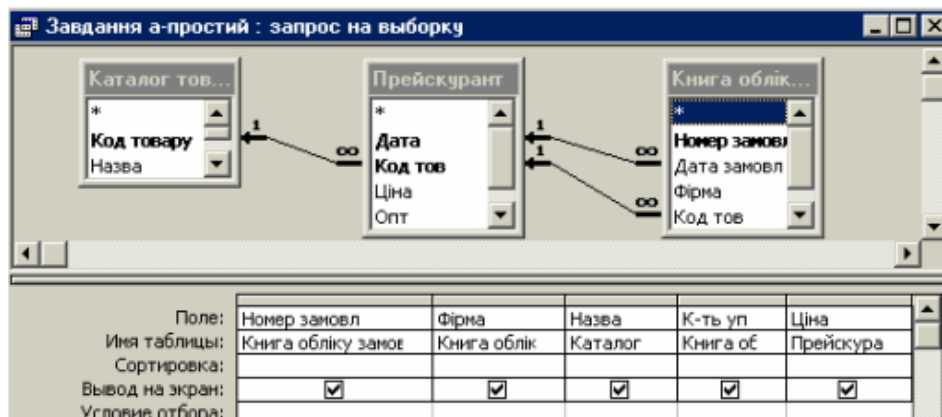 Завдання а-простий : запрос на выборку
Каталог тов...
*
Код товару
Назва
1
∞
Прейскурант
*
Дата
Код тов
Ціна
Опт
1
1
∞
∞
Книга облік...
*
Номер замовл
Дата замовл
Фірма
Код тов
Поле: Номер замовл Фірма Назва К-ть уп Ціна
Имя таблицы: Книга обліку замов Книга облік Каталог Книга об Прейскура
Сортировка:
Вывод на экран:
Условие отбора: